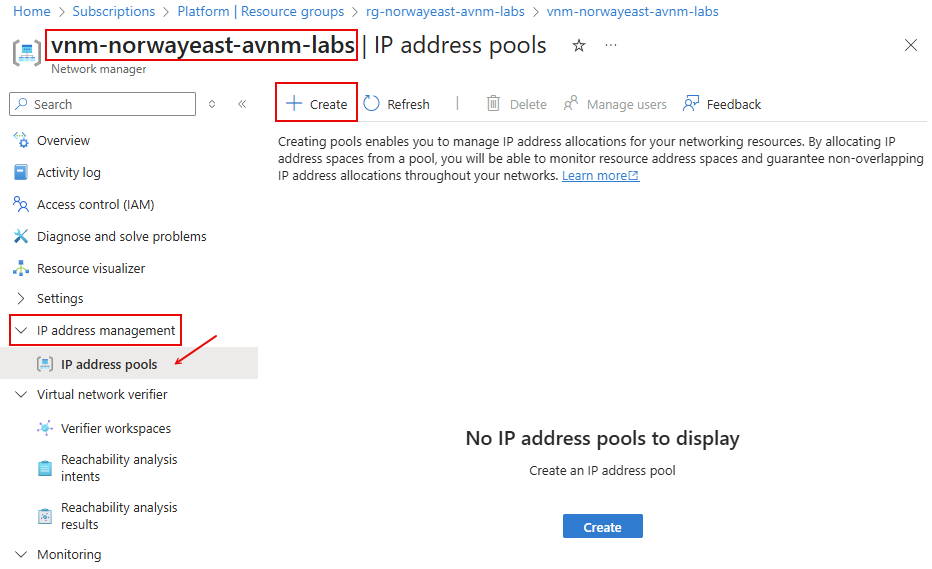 Home > Subscriptions > Platform | Resource groups > rg-norwayeast-avnm-labs > vnm-norwayeast-avnm-labs
vnm-norwayeast-avnm-labs | IP address pools ☆ ...
Network manager
Search
Create
Refresh
Delete
Manage users
Feedback
Overview
Activity log
Access control (IAM)
Diagnose and solve problems
Resource visualizer
Settings
IP address management
IP address pools
Virtual network verifier
Verifier workspaces
Reachability analysis
intents
Reachability analysis
results
Monitoring
Creating pools enables you to manage IP address allocations for your networking resources. By allocating IP
address spaces from a pool, you will be able to monitor resource address spaces and guarantee non-overlapping
IP address allocations throughout your networks. Learn more
No IP address pools to display
Create an IP address pool
Create